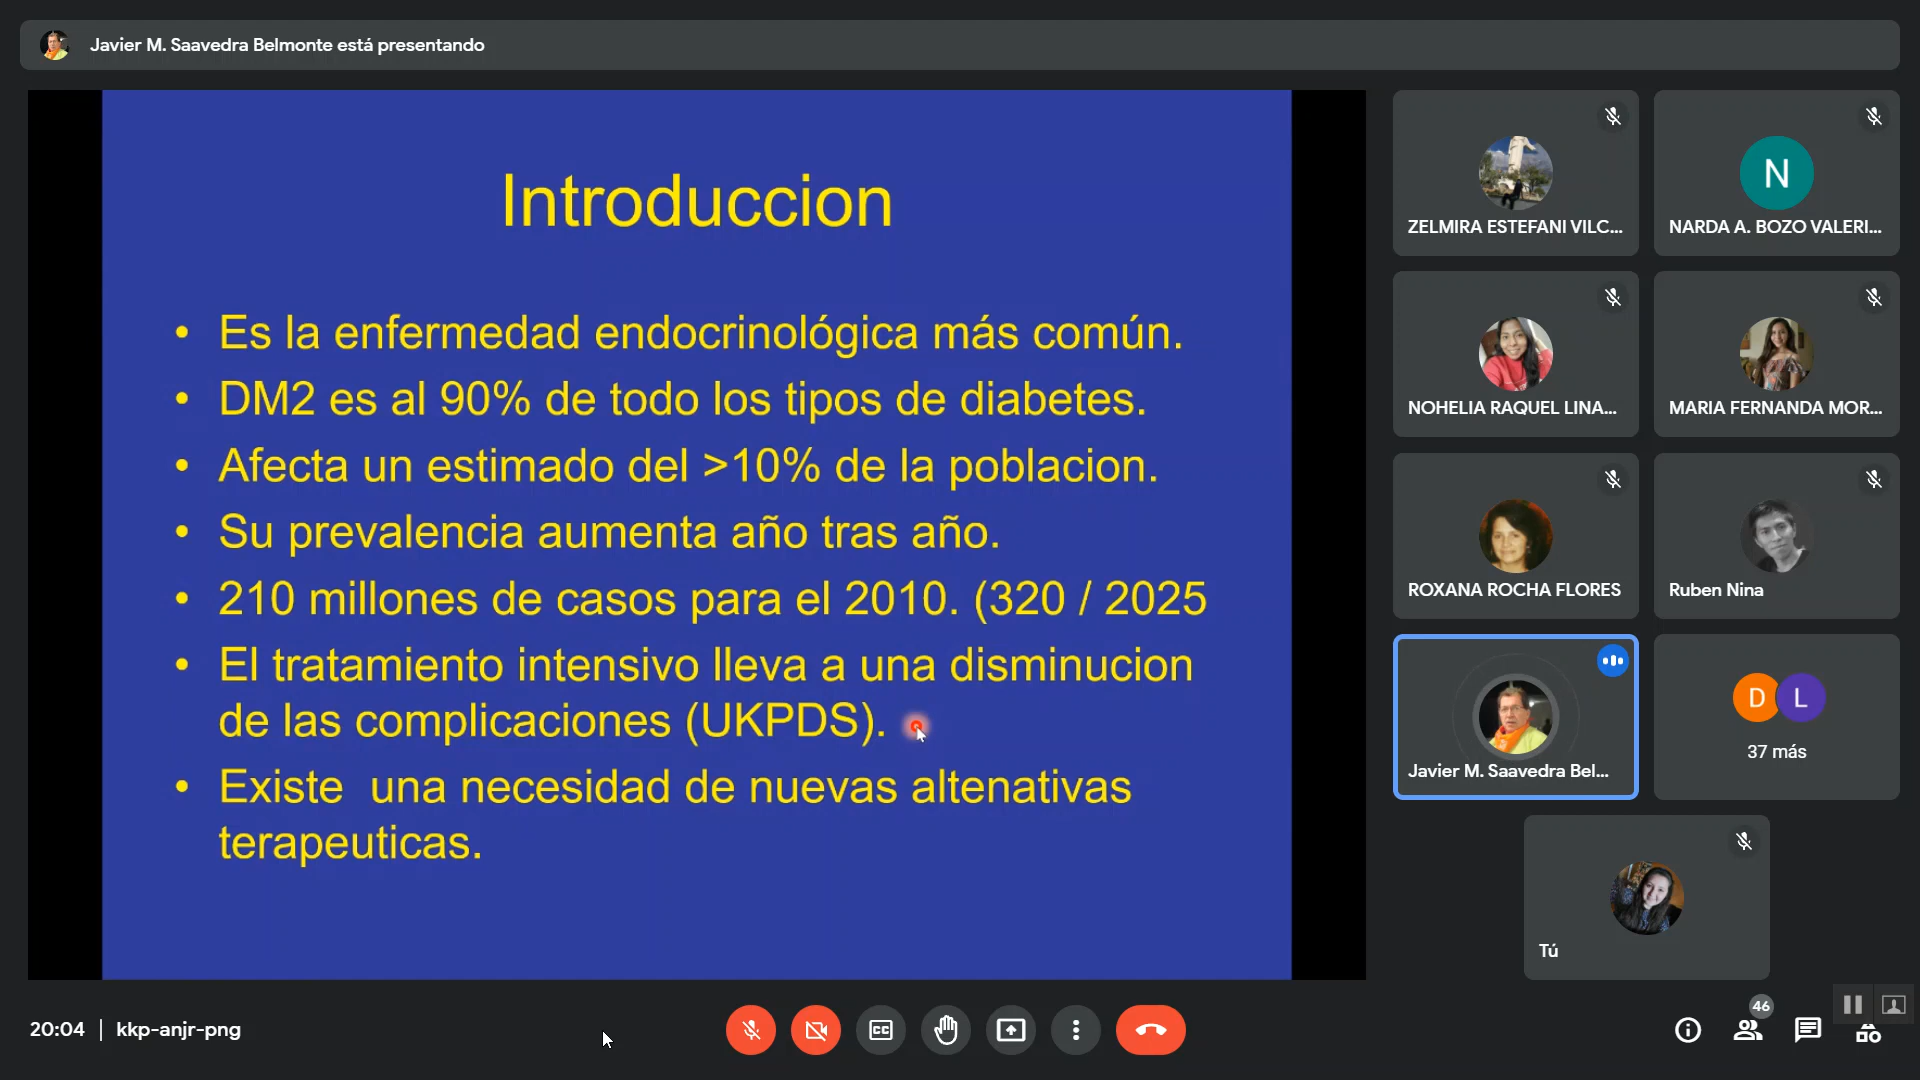 Javier M. Saavedra Belmonte está presentando
Introduccion
• Es la enfermedad endocrinológica más común.
• DM2 es al 90% de todo los tipos de diabetes.
• Afecta un estimado del >10% de la poblacion.
• Su prevalencia aumenta año tras año.
• 210 millones de casos para el 2010. (320 / 2025
• El tratamiento intensivo lleva a una disminucion
de las complicaciones (UKPDS).
• Existe una necesidad de nuevas altenativas
terapeuticas.
ZELMIRA ESTEFANI VILC...
N
NARDA A. BOZO VALERI...
NOHELIA RAQUEL LINA...
MARIA FERNANDA MOR...
ROXANA ROCHA FLORES
Ruben Nina
Javier M. Saavedra Bel...
D L
37 más
Tú
20:04 | kkp-anjr-png
CC
46